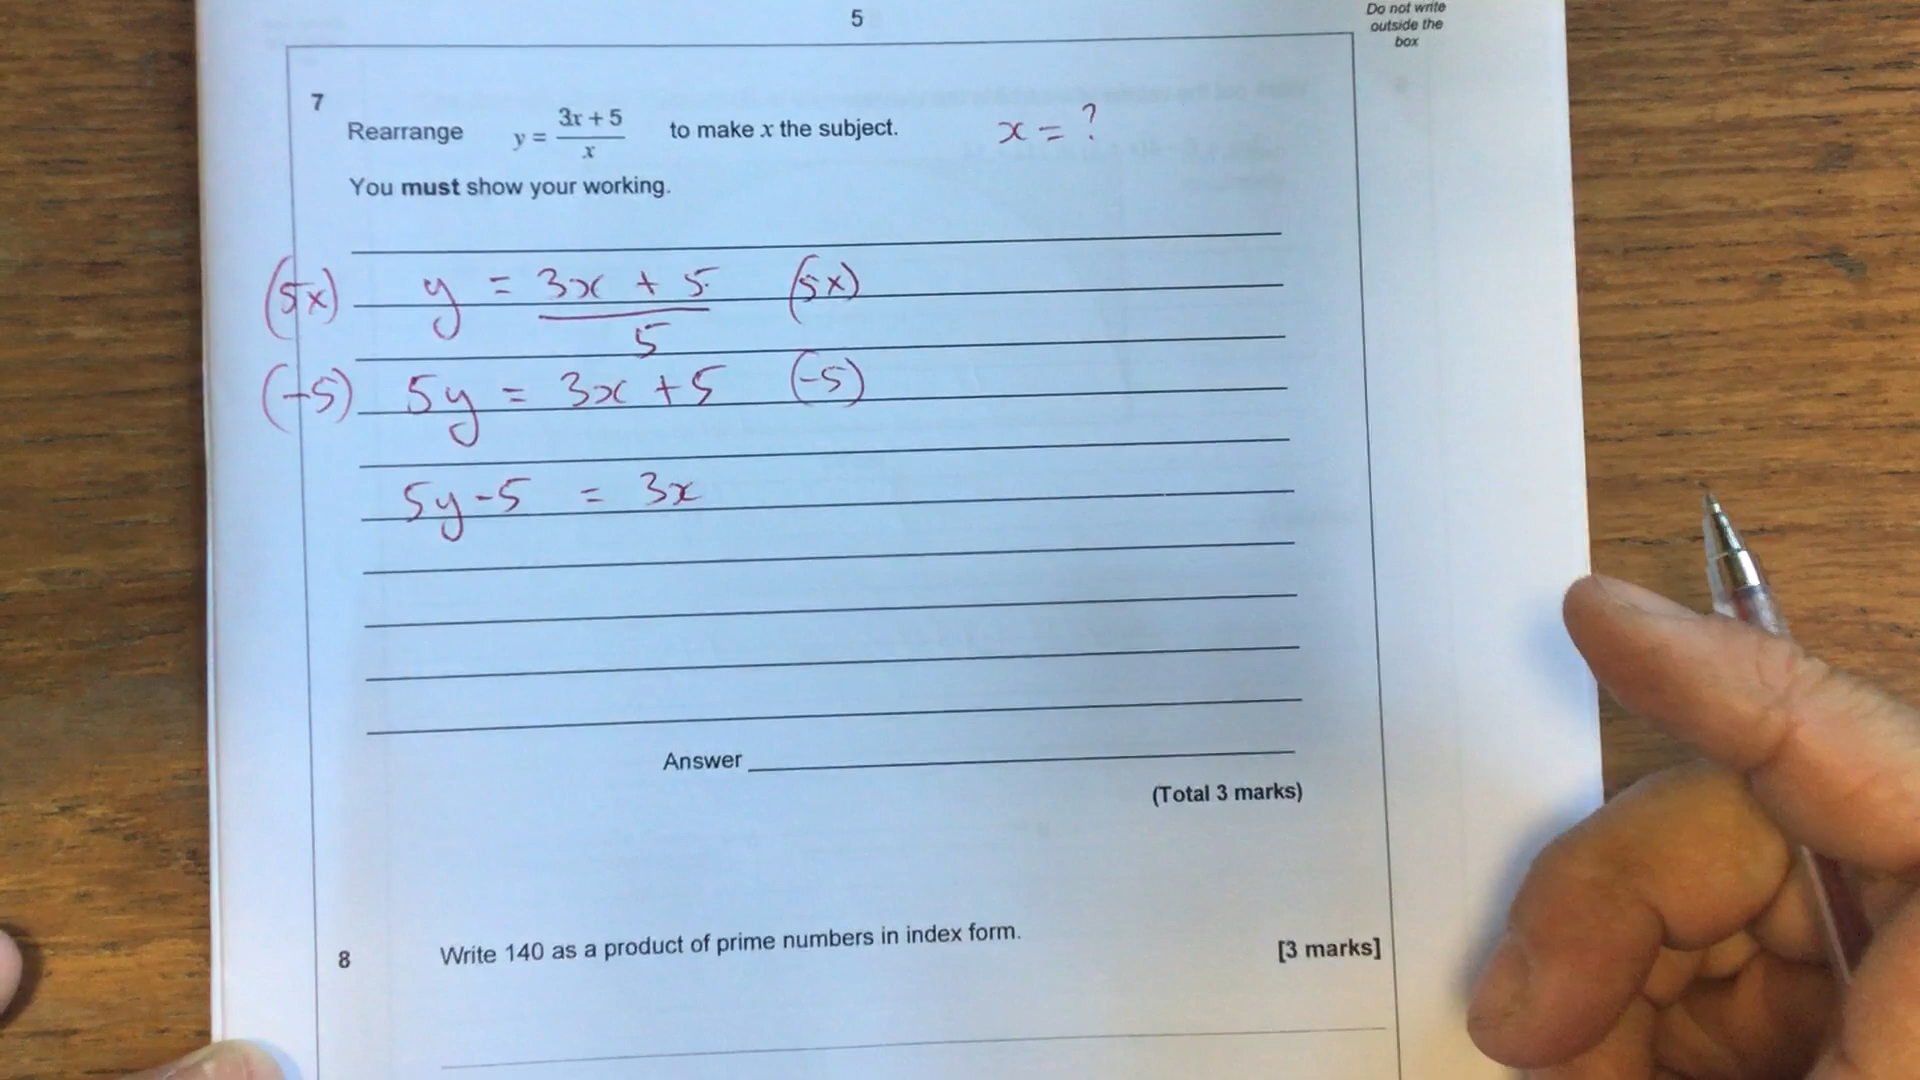 5
Do not write
outside the
box
7
Rearrange y = 3x + 5 / x to make x the subject. x = ?
You must show your working.
(5x) y = 3x + 5 / 5 (5x)
(-5) 5y = 3x + 5 (-5)
5y - 5 = 3x
Answer
(Total 3 marks)
8 Write 140 as a product of prime numbers in index form.
[3 marks]